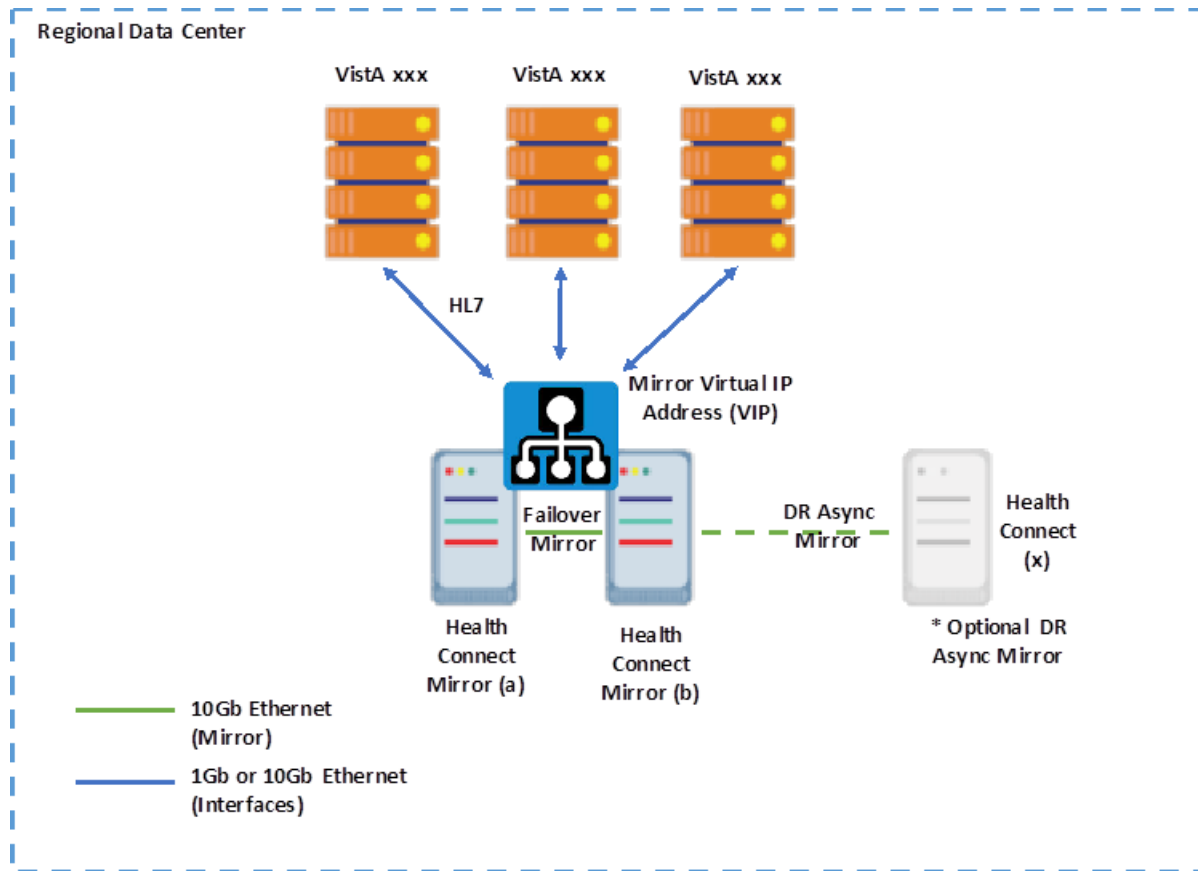 Regional Data Center
VistA xxx
VistA xxx
VistA xxx
HL7
Mirror Virtual IP
Address (VIP)
Failover
Mirror
DR Async
Mirror
Health
Connect
(x)
Health
Connect
Mirror (a)
Health
Connect
Mirror (b)
* Optional DR
Async Mirror
10Gb Ethernet
(Mirror)
1Gb or 10Gb Ethernet
(Interfaces)